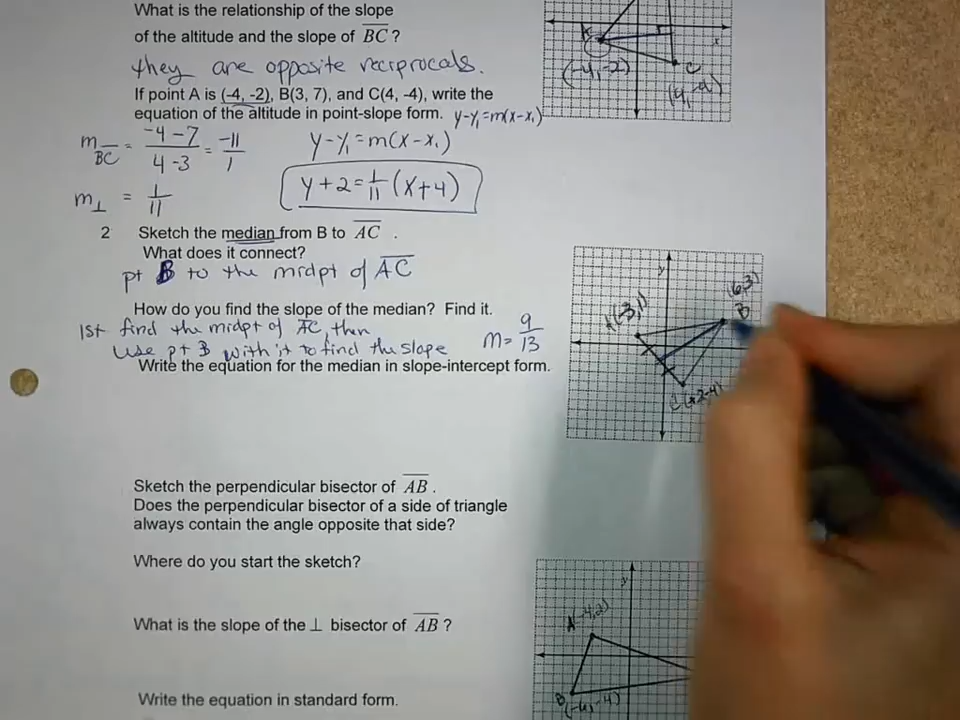 What is the relationship of the slope
of the altitude and the slope of BC?
they are opposite reciprocals.
If point A is (-4, -2), B(3, 7), and C(4, -4), write the
equation of the altitude in point-slope form. y-y₁=m(x-x₁)
m BC = -4-7 / 4-3 = -11 / 1
y-y₁=m(x-x₁)
m⊥ = 1/11
y+2=1/11(x+4)
2 Sketch the median from B to AC.
What does it connect?
pt B to the midpt of AC
How do you find the slope of the median? Find it.
1st find the midpt of AC, then
use pt B with it to find the slope
m=9/13
Write the equation for the median in slope-intercept form.
Sketch the perpendicular bisector of AB.
Does the perpendicular bisector of a side of triangle
always contain the angle opposite that side?
Where do you start the sketch?
What is the slope of the ⊥ bisector of AB?
Write the equation in standard form.
x
(-4,-2)
C
y
A(-3,1)
(6,3)
B
y
A(-4,2)
B